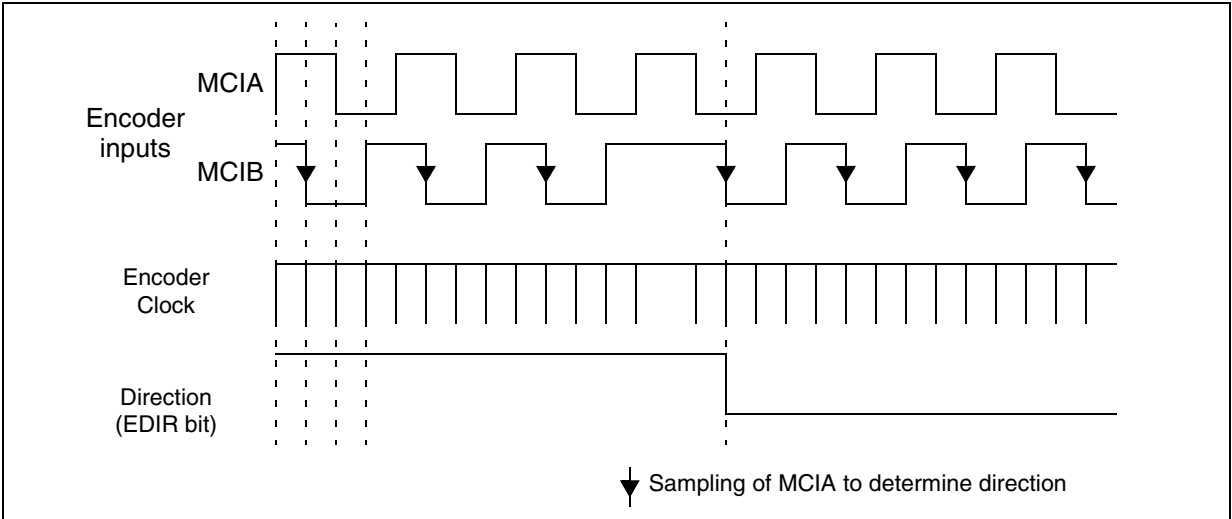 MCIA
Encoder
inputs
MCIB
Encoder
Clock
Direction
(EDIR bit)
Sampling of MCIA to determine direction